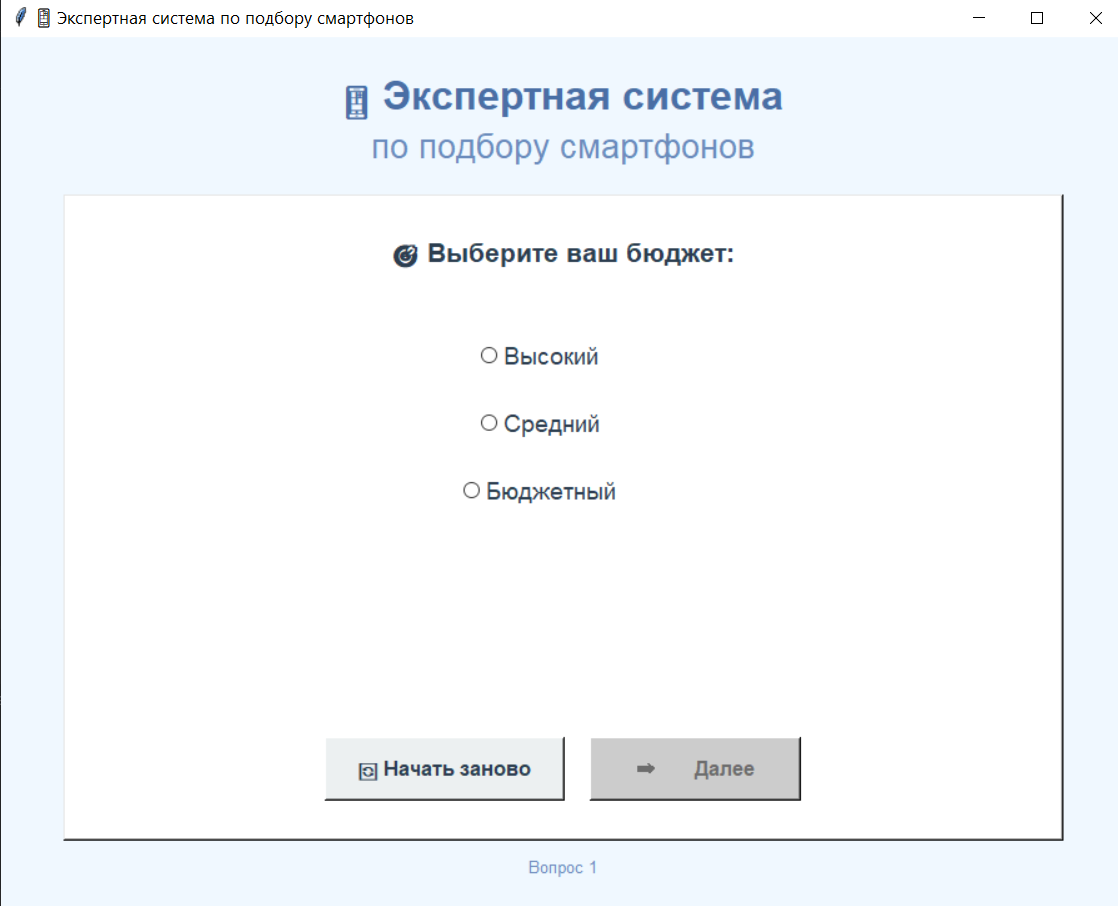 Экспертная система по подбору смартфонов
Экспертная система
по подбору смартфонов
Выберите ваш бюджет:
Высокий
Средний
Бюджетный
Начать заново
Далее
Вопрос 1